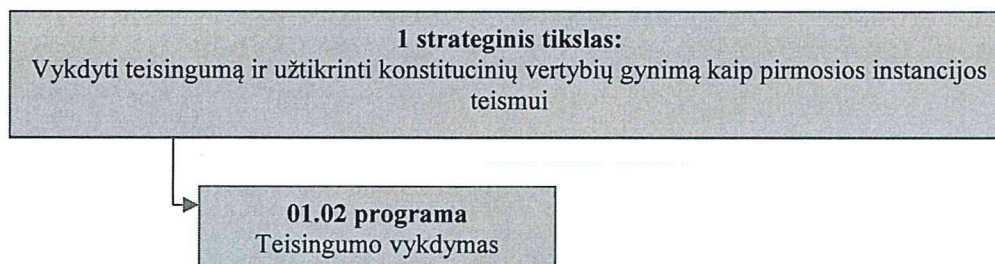 1 strateginis tikslas:
Vykdyti teisingumą ir užtikrinti konstitucinių vertybių gynimą kaip pirmosios instancijos
teismui
01.02 programa
Teisingumo vykdymas